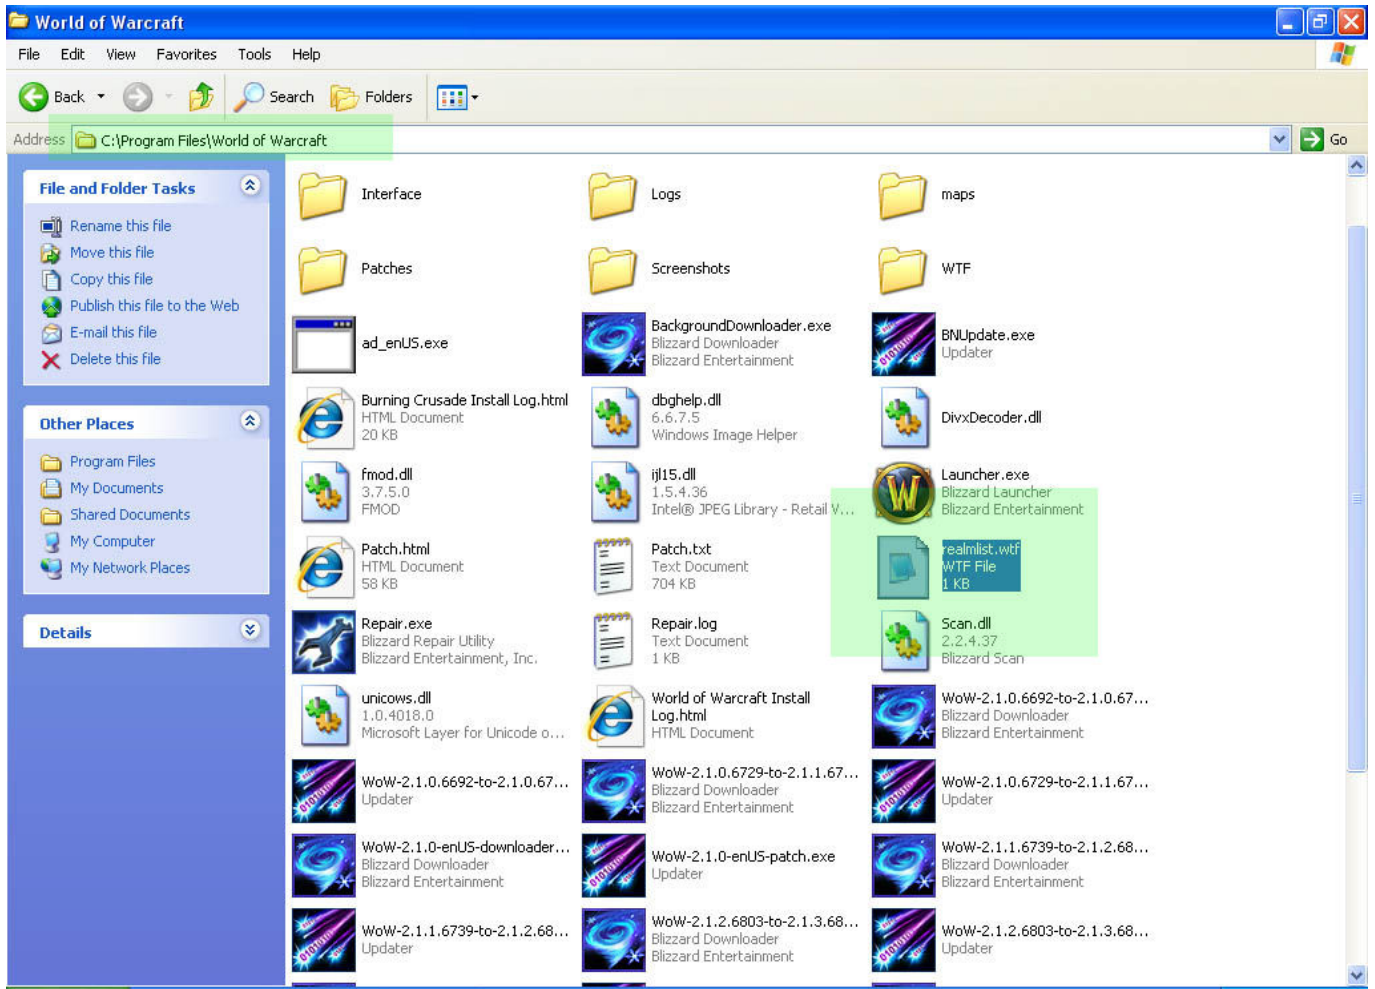 World of Warcraft
File Edit View Favorites Tools Help
Back Search Folders
Address C:\Program Files\World of Warcraft Go
File and Folder Tasks
Rename this file
Move this file
Copy this file
Publish this file to the Web
E-mail this file
Delete this file
Other Places
Program Files
My Documents
Shared Documents
My Computer
My Network Places
Details
Interface
Logs
maps
Patches
Screenshots
WTF
ad_enUS.exe
BackgroundDownloader.exe
Blizzard Downloader
Blizzard Entertainment
BNUpdate.exe
Updater
Burning Crusade Install Log.html
HTML Document
20 KB
dbghelp.dll
6.6.7.5
Windows Image Helper
DivxDecoder.dll
fmod.dll
3.7.5.0
FMOD
ijl15.dll
1.5.4.36
Intel® JPEG Library - Retail V...
Launcher.exe
Blizzard Launcher
Blizzard Entertainment
Patch.html
HTML Document
58 KB
Patch.txt
Text Document
704 KB
realmlist.wtf
WTF File
1 KB
Repair.exe
Blizzard Repair Utility
Blizzard Entertainment, Inc.
Repair.log
Text Document
1 KB
Scan.dll
2.2.4.37
Blizzard Scan
unicows.dll
1.0.4018.0
Microsoft Layer for Unicode o...
World of Warcraft Install
Log.html
HTML Document
WoW-2.1.0.6692-to-2.1.0.67...
Blizzard Downloader
Blizzard Entertainment
WoW-2.1.0.6692-to-2.1.0.67...
Updater
WoW-2.1.0.6729-to-2.1.1.67...
Blizzard Downloader
Blizzard Entertainment
WoW-2.1.0.6729-to-2.1.1.67...
Updater
WoW-2.1.0-enUS-downloader...
Blizzard Downloader
Blizzard Entertainment
WoW-2.1.0-enUS-patch.exe
Updater
WoW-2.1.1.6739-to-2.1.2.68...
Blizzard Downloader
Blizzard Entertainment
WoW-2.1.1.6739-to-2.1.2.68...
Updater
WoW-2.1.2.6803-to-2.1.3.68...
Blizzard Downloader
Blizzard Entertainment
WoW-2.1.2.6803-to-2.1.3.68...
Updater